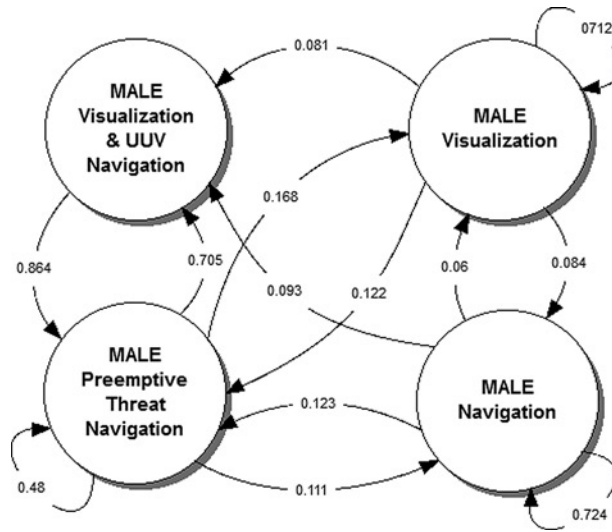 0712
0.081
MALE
Visualization
& UUV
Navigation
MALE
Visualization
0.168
0.864
0.705
0.093
0.122
0.06
0.084
MALE
Preemptive
Threat
Navigation
MALE
Navigation
0.123
0.48
0.111
0.724